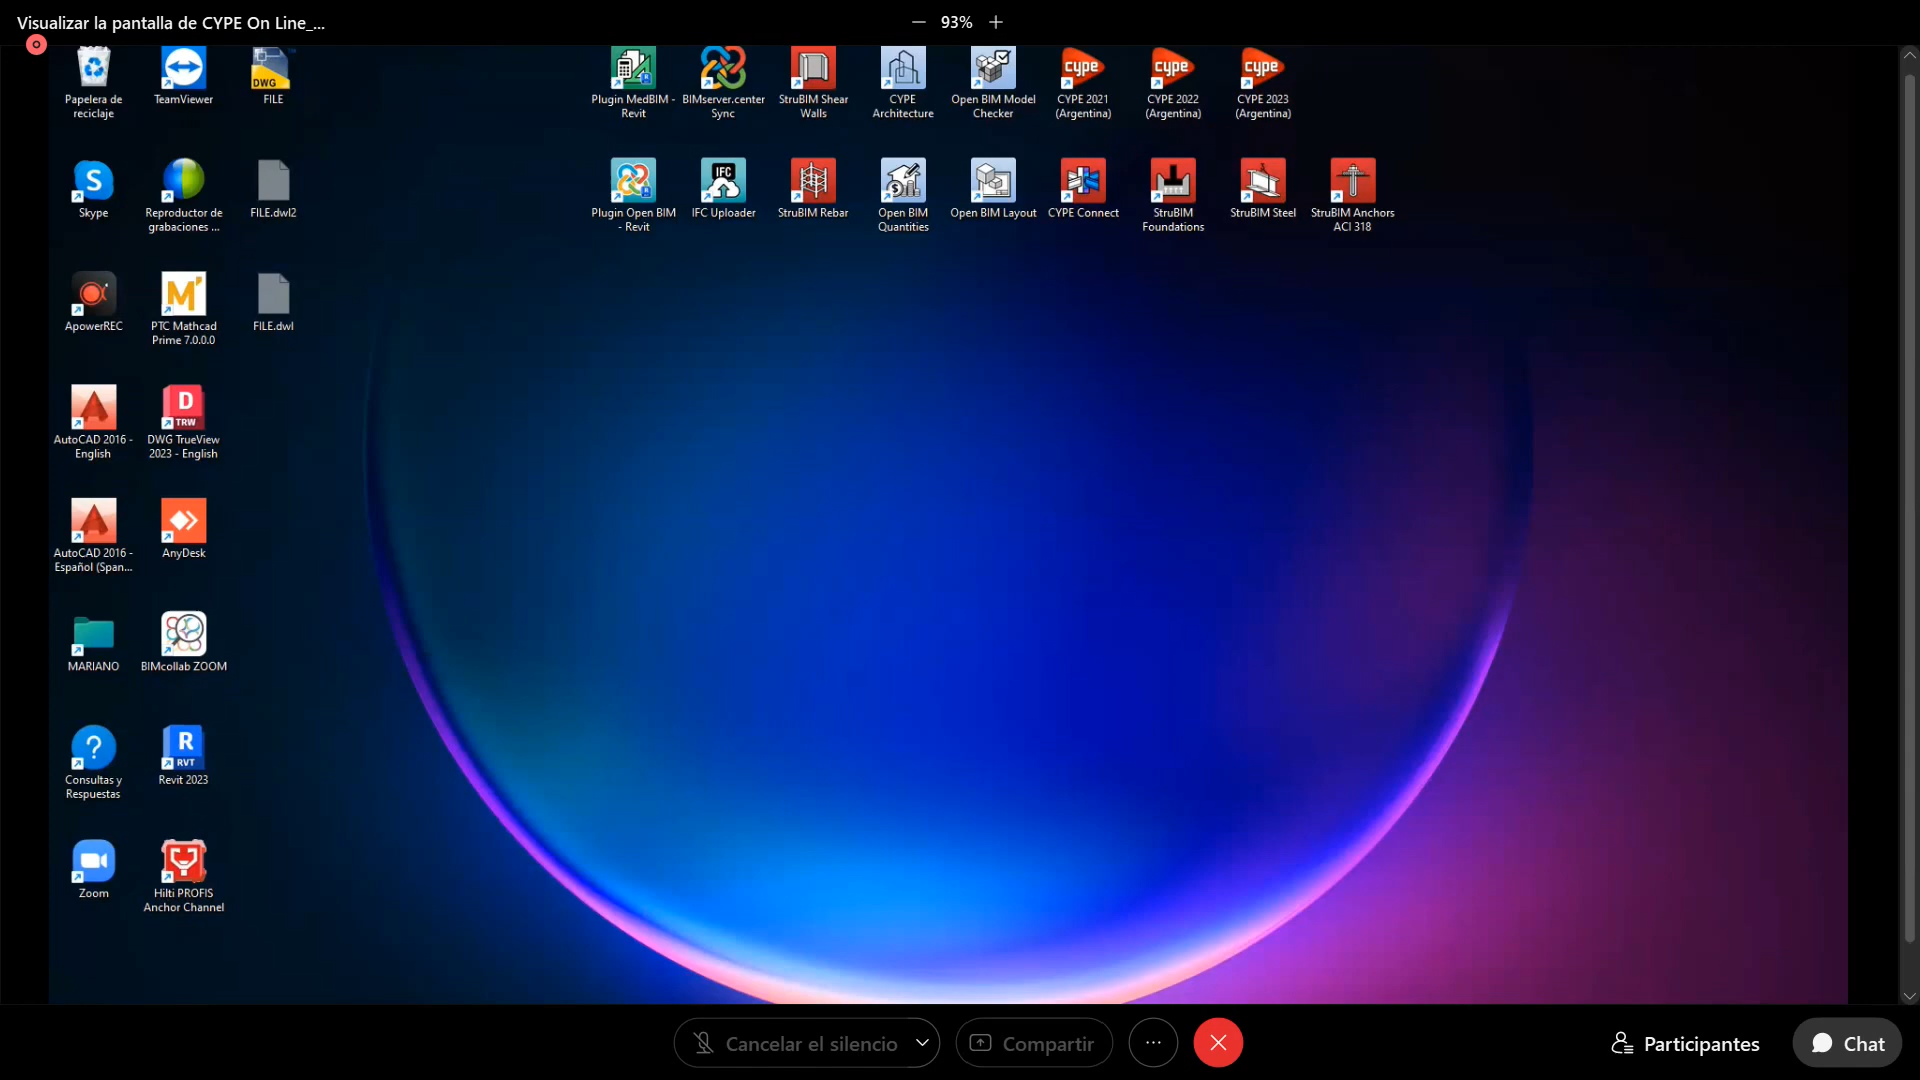 Visualizar la pantalla de CYPE On Line_...
93%
Papelera de
reciclaje
TeamViewer
DWG
FILE
Plugin MedBIM -
Revit
BIMserver.center
Sync
StruBIM Shear
Walls
CYPE
Architecture
Open BIM Model
Checker
cype
CYPE 2021
(Argentina)
cype
CYPE 2022
(Argentina)
cype
CYPE 2023
(Argentina)
S
Skype
Reproductor de
grabaciones ...
FILE.dwl2
Plugin Open BIM
- Revit
IFC
IFC Uploader
StruBIM Rebar
Open BIM
Quantities
Open BIM Layout
CYPE Connect
StruBIM
Foundations
StruBIM Steel
StruBIM Anchors
ACI 318
ApowerREC
M'
PTC Mathcad
Prime 7.0.0.0
FILE.dwl
AutoCAD 2016 -
English
D
TRW
DWG TrueView
2023 - English
AutoCAD 2016 -
Español (Span...
AnyDesk
MARIANO
BIMcollab ZOOM
?
Consultas y
Respuestas
R
RVT
Revit 2023
Zoom
Hilti PROFIS
Anchor Channel
Cancelar el silencio
Compartir
Participantes
Chat